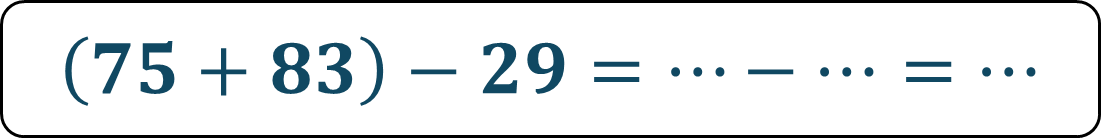 (75 + 83) − 29 = ⋯ − ⋯ = ⋯